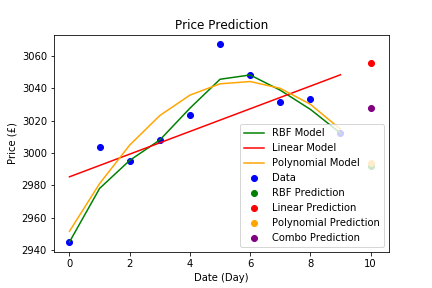 Price Prediction
Price (£)
3060
3040
3020
3000
2980
2960
2940
0
2
4
6
8
10
Date (Day)
RBF Model
Linear Model
Polynomial Model
Data
RBF Prediction
Linear Prediction
Polynomial Prediction
Combo Prediction